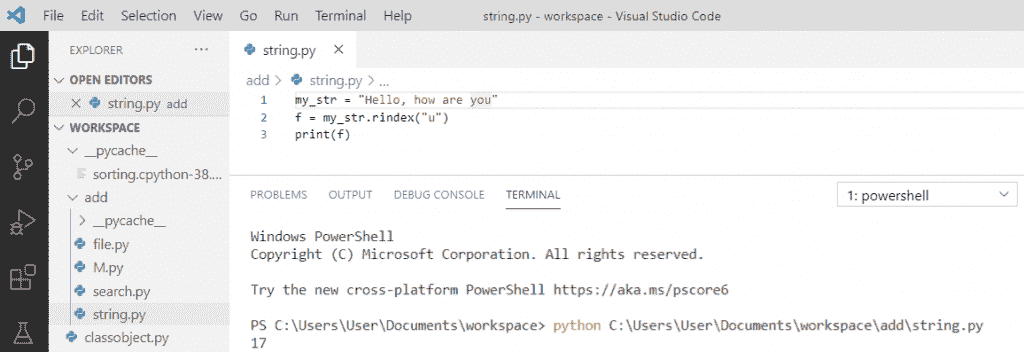 File Edit Selection View Go Run Terminal Help string.py - workspace - Visual Studio Code
EXPLORER ···
OPEN EDITORS
string.py add
WORKSPACE
__pycache__
sorting.cpython-38....
add
__pycache__
file.py
M.py
search.py
string.py
classobject.py
string.py
add > string.py > ...
1 my_str = "Hello, how are you"
2 f = my_str.rindex("u")
3 print(f)
PROBLEMS OUTPUT DEBUG CONSOLE TERMINAL 1: powershell
Windows PowerShell
Copyright (C) Microsoft Corporation. All rights reserved.
Try the new cross-platform PowerShell https://aka.ms/pscore6
PS C:\Users\User\Documents\workspace> python C:\Users\User\Documents\workspace\add\string.py
17